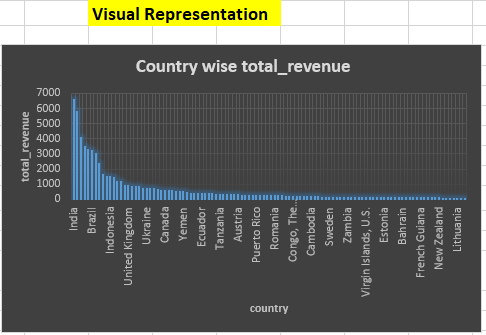 Visual Representation
Country wise total_revenue
total_revenue
7000
6000
5000
4000
3000
2000
1000
0
India
Brazil
Indonesia
United Kingdom
Ukraine
Canada
Yemen
Ecuador
Tanzania
Austria
Puerto Rico
Romania
Congo, The...
Cambodia
Sweden
Zambia
Virgin Islands, U.S.
Estonia
Bahrain
French Guiana
New Zealand
Lithuania
country